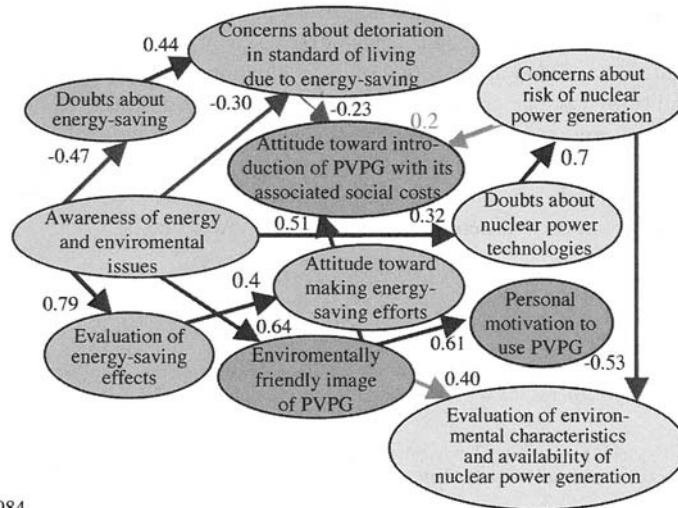 Concerns about detoriation
in standard of living
due to energy-saving
0.44
-0.30
-0.23
Doubts about
energy-saving
-0.47
Concerns about
risk of nuclear
power generation
0.2
0.7
Attitude toward intro-
duction of PVPG with its
associated social costs
Awareness of energy
and enviromental
issues
0.51
0.32
Doubts about
nuclear power
technologies
Attitude toward
making energy-
saving efforts
0.4
0.79
0.64
Personal
motivation to
use PVPG
0.61
-0.53
Evaluation of
energy-saving
effects
Enviromentally
friendly image
of PVPG
0.40
Evaluation of environ-
mental characteristics
and availability of
nuclear power generation